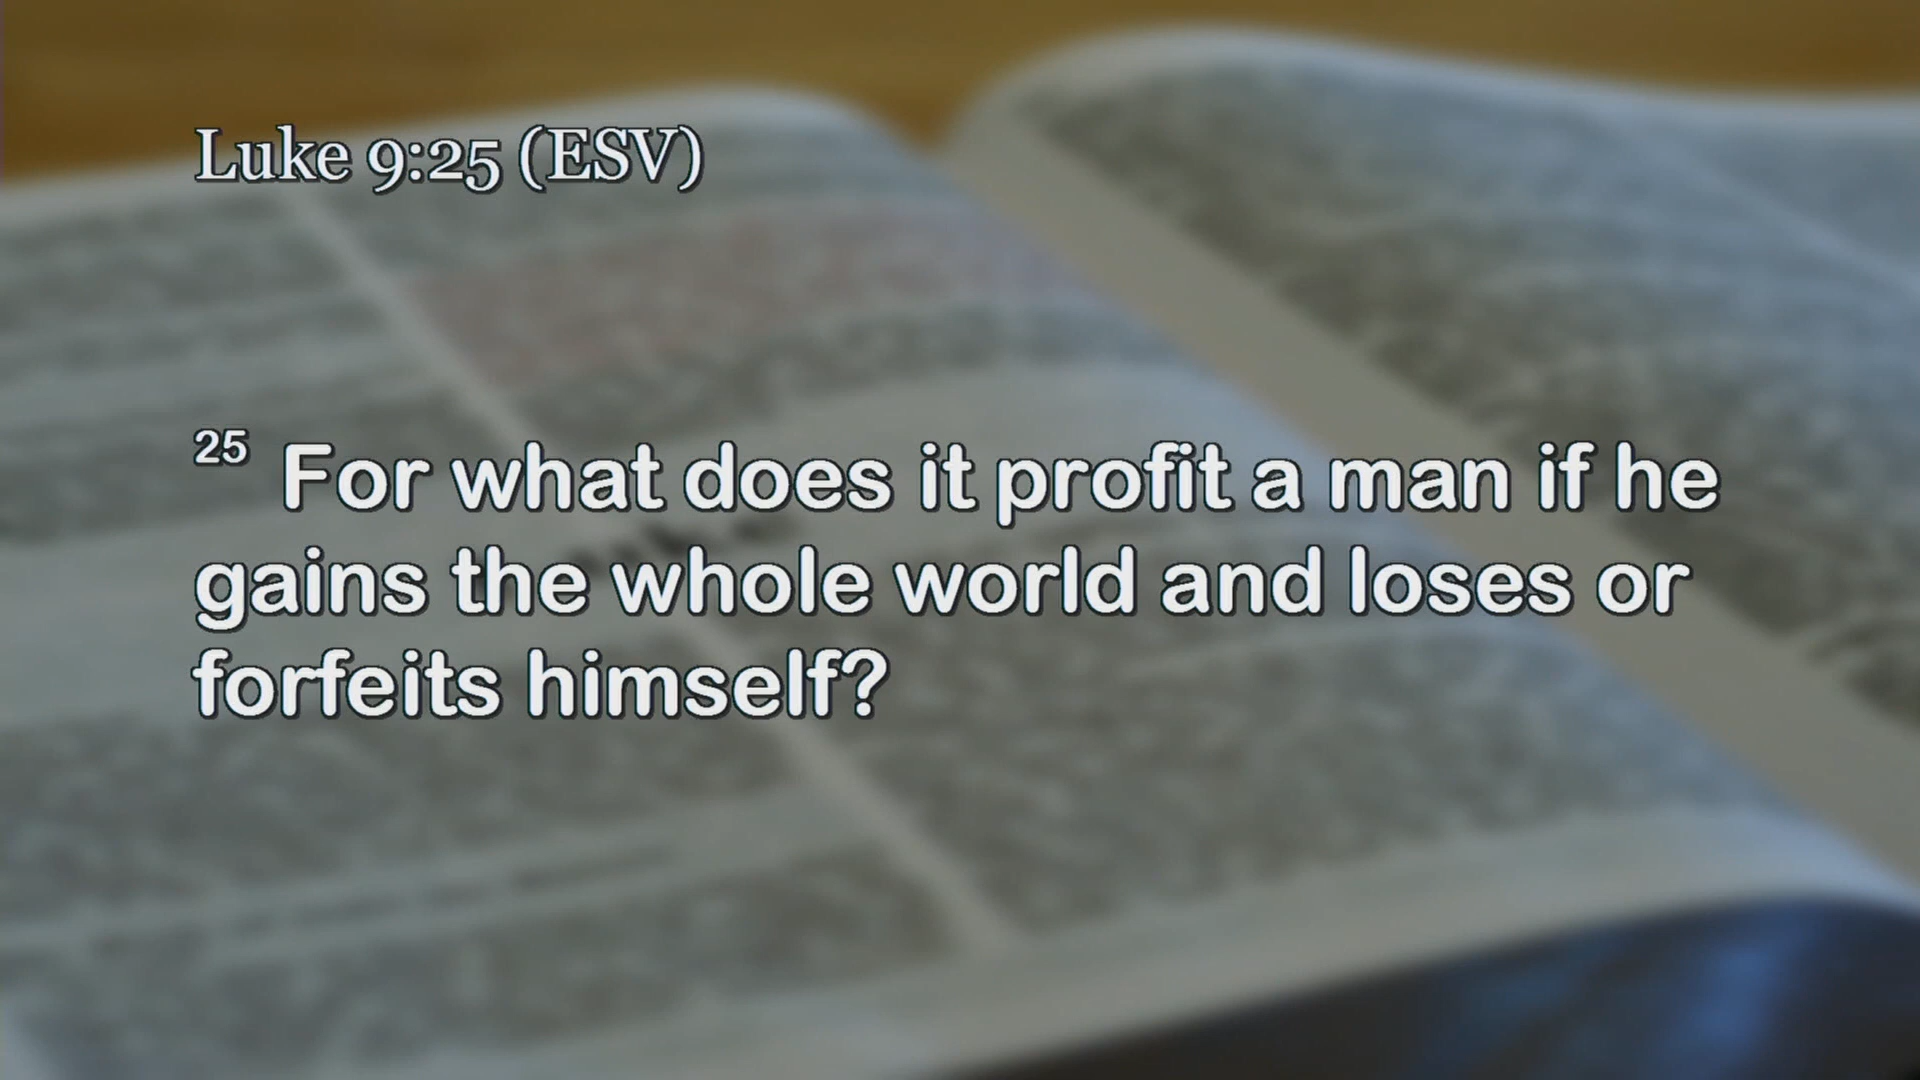 Luke 9:25 (ESV)
25 For what does it profit a man if he
gains the whole world and loses or
forfeits himself?